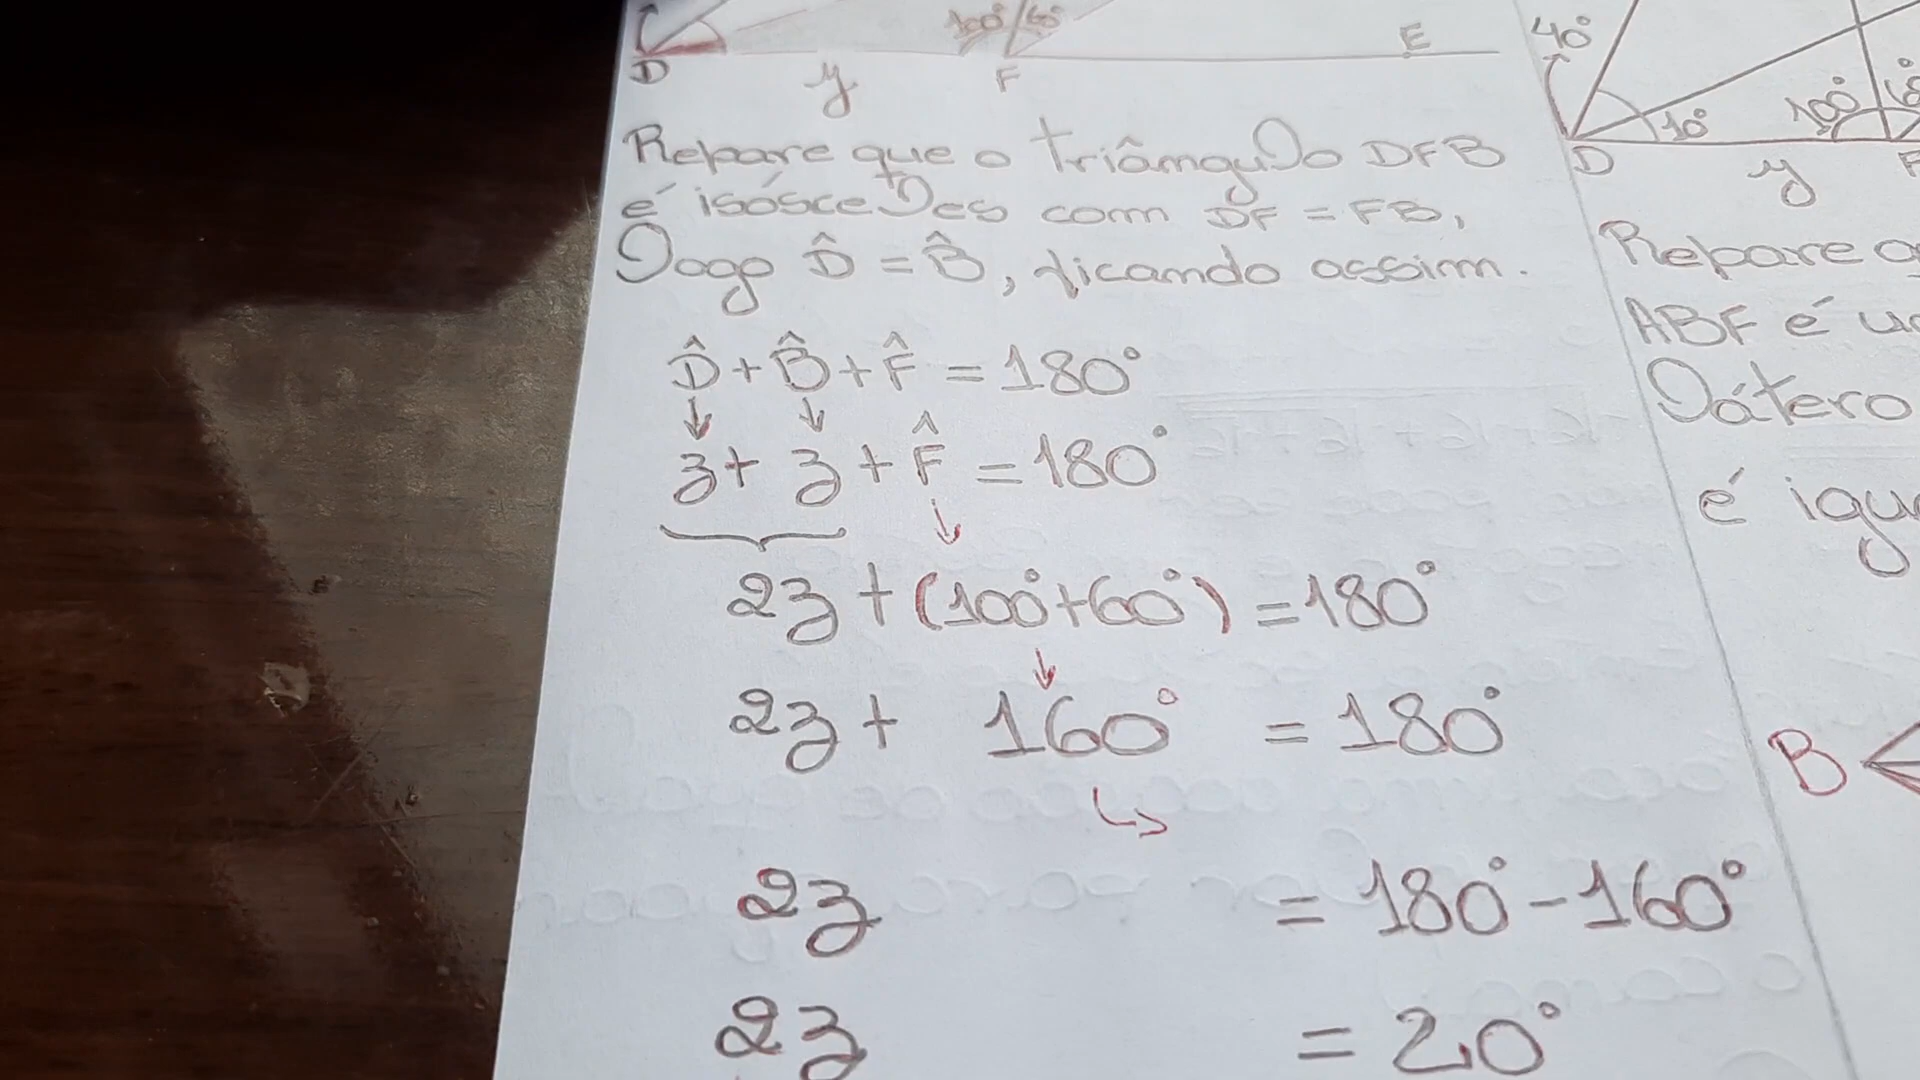 100° 60°
D y F E
Repare que o triângulo DFB
é isósceles com DF = FB,
logo D̂ = B̂, ficando assim.
D̂ + B̂ + F̂ = 180°
z + z + F̂ = 180°
2z + (100° + 60°) = 180°
2z + 160° = 180°
2z = 180° - 160°
2z = 20°
40°
10° 100°
D y
Repare
ABF é
látero
é
B